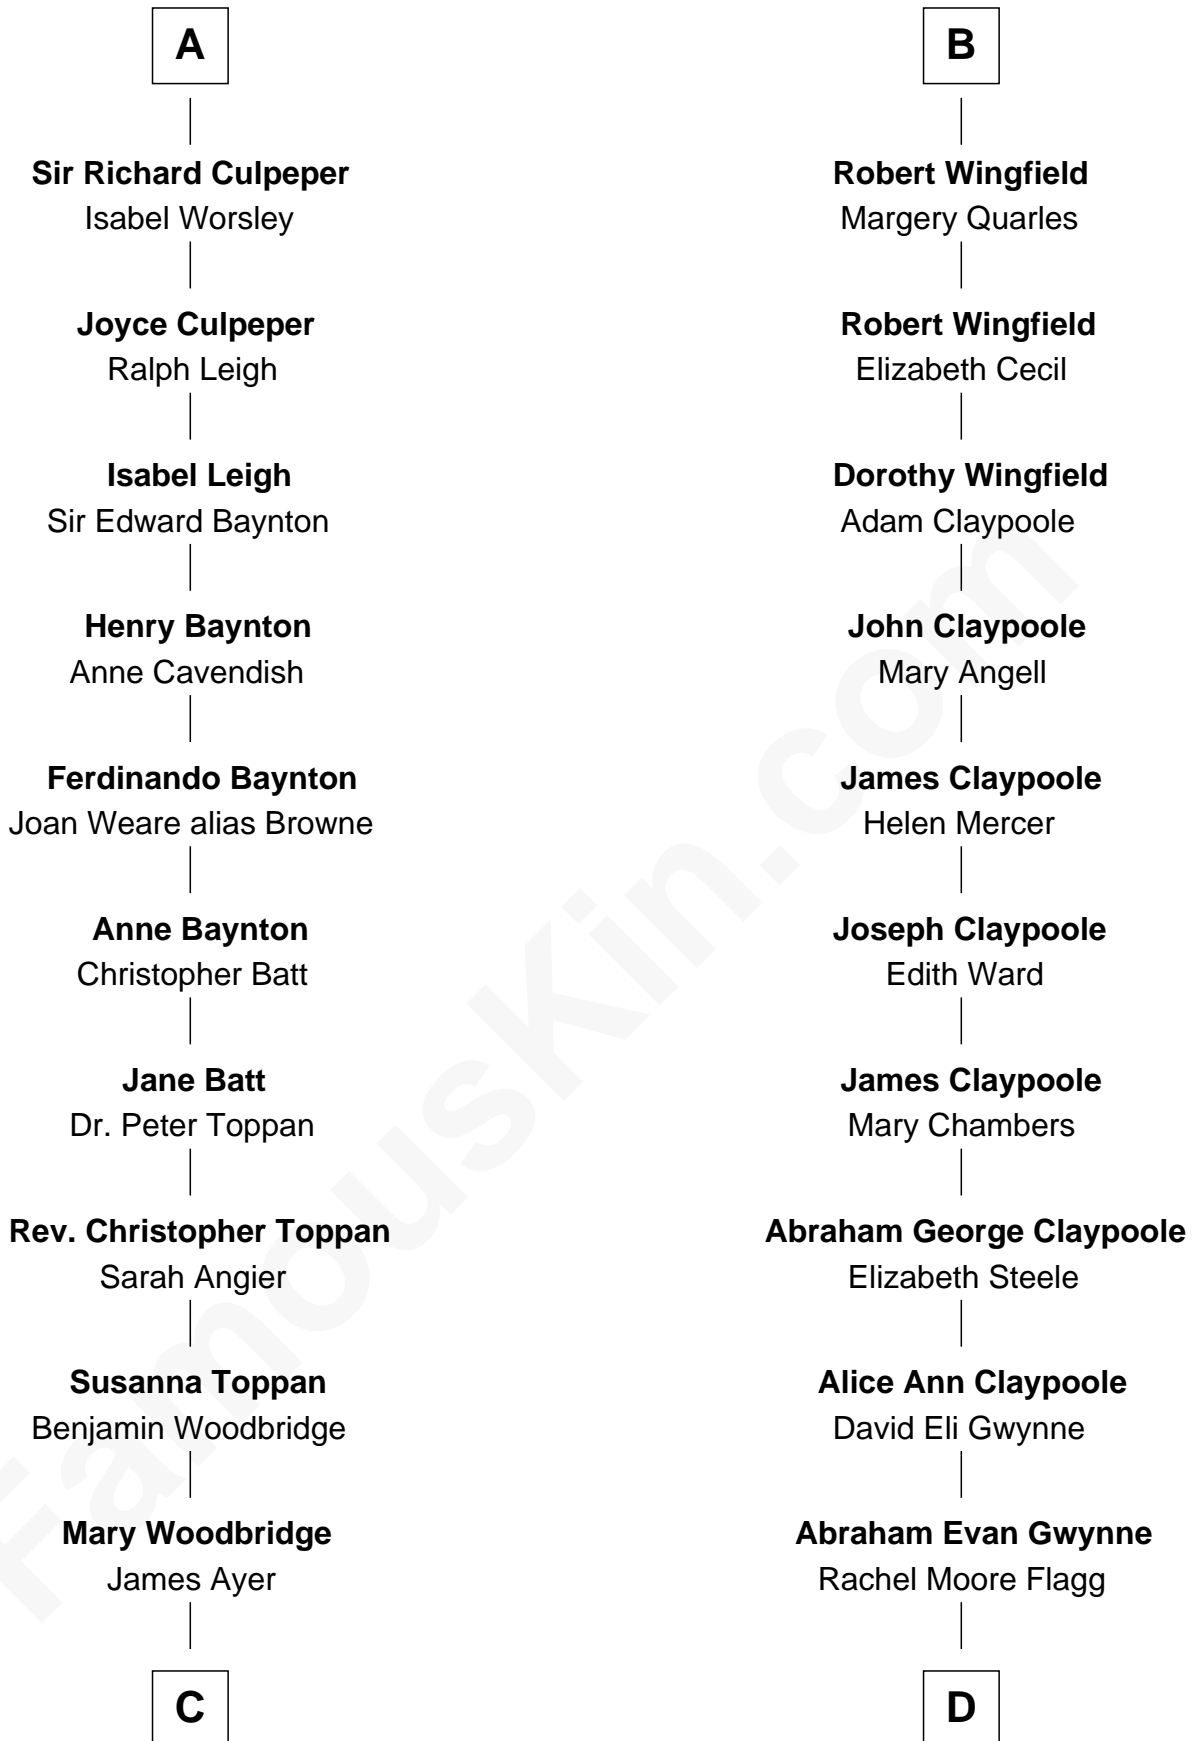 A
Sir Richard Culpeper
Isabel Worsley
Joyce Culpeper
Ralph Leigh
Isabel Leigh
Sir Edward Baynton
Henry Baynton
Anne Cavendish
Ferdinando Baynton
Joan Weare alias Browne
Anne Baynton
Christopher Batt
Jane Batt
Dr. Peter Toppan
Rev. Christopher Toppan
Sarah Angier
Susanna Toppan
Benjamin Woodbridge
Mary Woodbridge
James Ayer
C
B
Robert Wingfield
Margery Quarles
Robert Wingfield
Elizabeth Cecil
Dorothy Wingfield
Adam Claypoole
John Claypoole
Mary Angell
James Claypoole
Helen Mercer
Joseph Claypoole
Edith Ward
James Claypoole
Mary Chambers
Abraham George Claypoole
Elizabeth Steele
Alice Ann Claypoole
David Eli Gwynne
Abraham Evan Gwynne
Rachel Moore Flagg
D
FamousKin.com